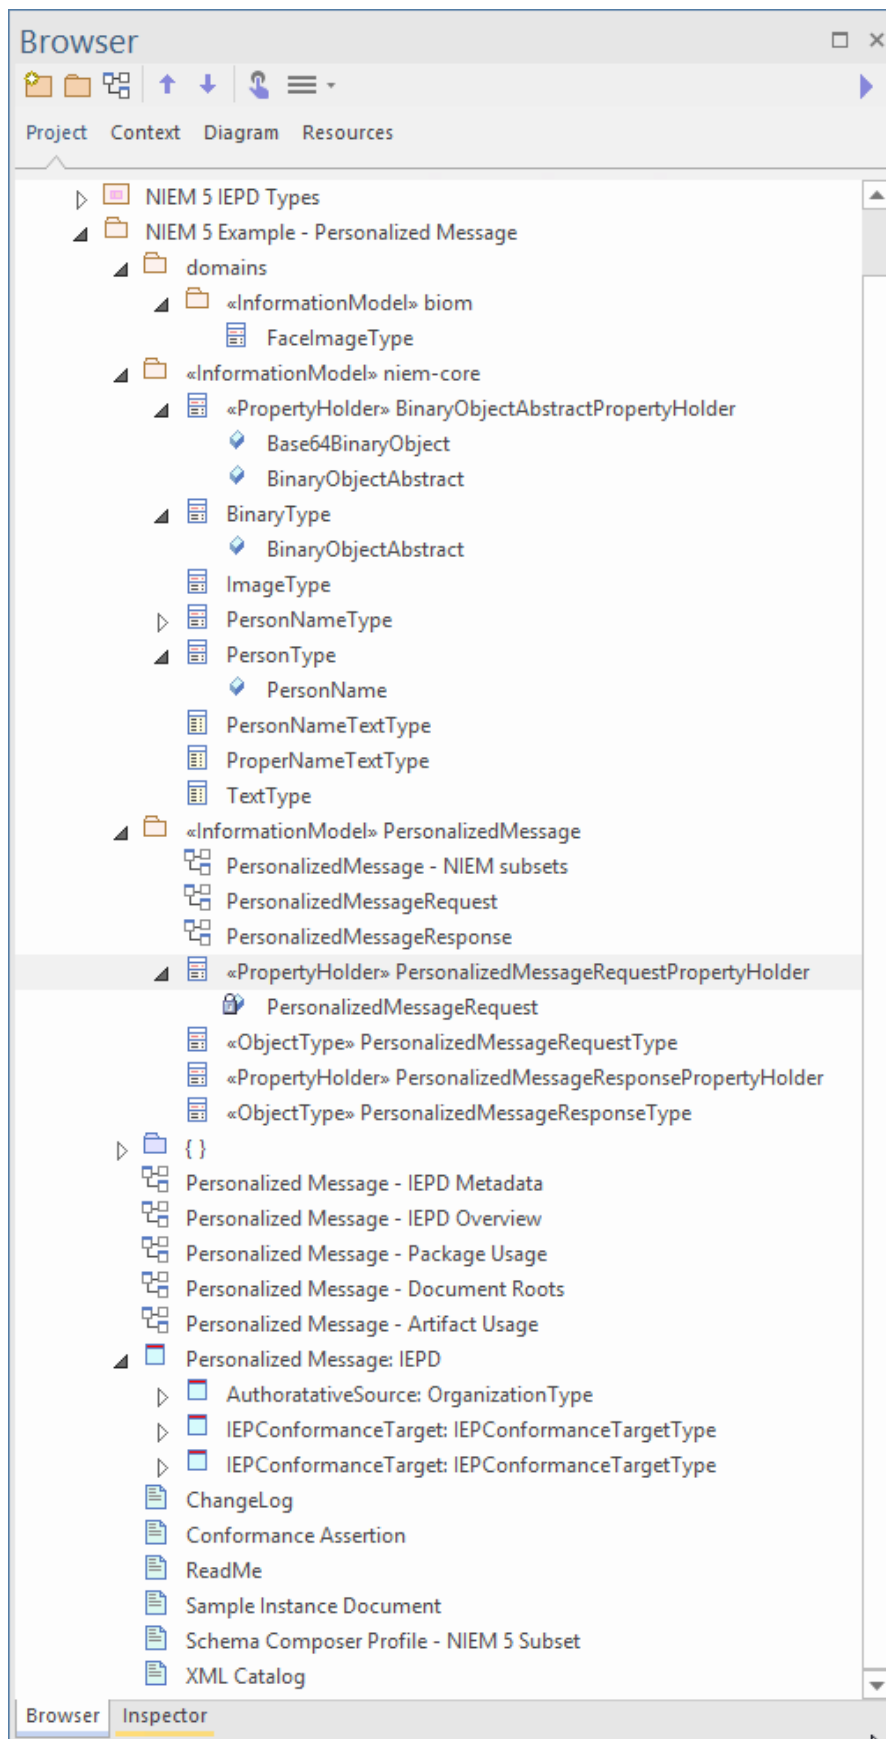 Browser
Project Context Diagram Resources
NIEM 5 IEPD Types
NIEM 5 Example - Personalized Message
domains
«InformationModel» biom
FaceImageType
«InformationModel» niem-core
«PropertyHolder» BinaryObjectAbstractPropertyHolder
Base64BinaryObject
BinaryObjectAbstract
BinaryType
BinaryObjectAbstract
ImageType
PersonNameType
PersonType
PersonName
PersonNameTextType
ProperNameTextType
TextType
«InformationModel» PersonalizedMessage
PersonalizedMessage - NIEM subsets
PersonalizedMessageRequest
PersonalizedMessageResponse
«PropertyHolder» PersonalizedMessageRequestPropertyHolder
PersonalizedMessageRequest
«ObjectType» PersonalizedMessageRequestType
«PropertyHolder» PersonalizedMessageResponsePropertyHolder
«ObjectType» PersonalizedMessageResponseType
{ }
Personalized Message - IEPD Metadata
Personalized Message - IEPD Overview
Personalized Message - Package Usage
Personalized Message - Document Roots
Personalized Message - Artifact Usage
Personalized Message: IEPD
AuthoratativeSource: OrganizationType
IEPConformanceTarget: IEPConformanceTargetType
IEPConformanceTarget: IEPConformanceTargetType
ChangeLog
Conformance Assertion
ReadMe
Sample Instance Document
Schema Composer Profile - NIEM 5 Subset
XML Catalog
Browser Inspector